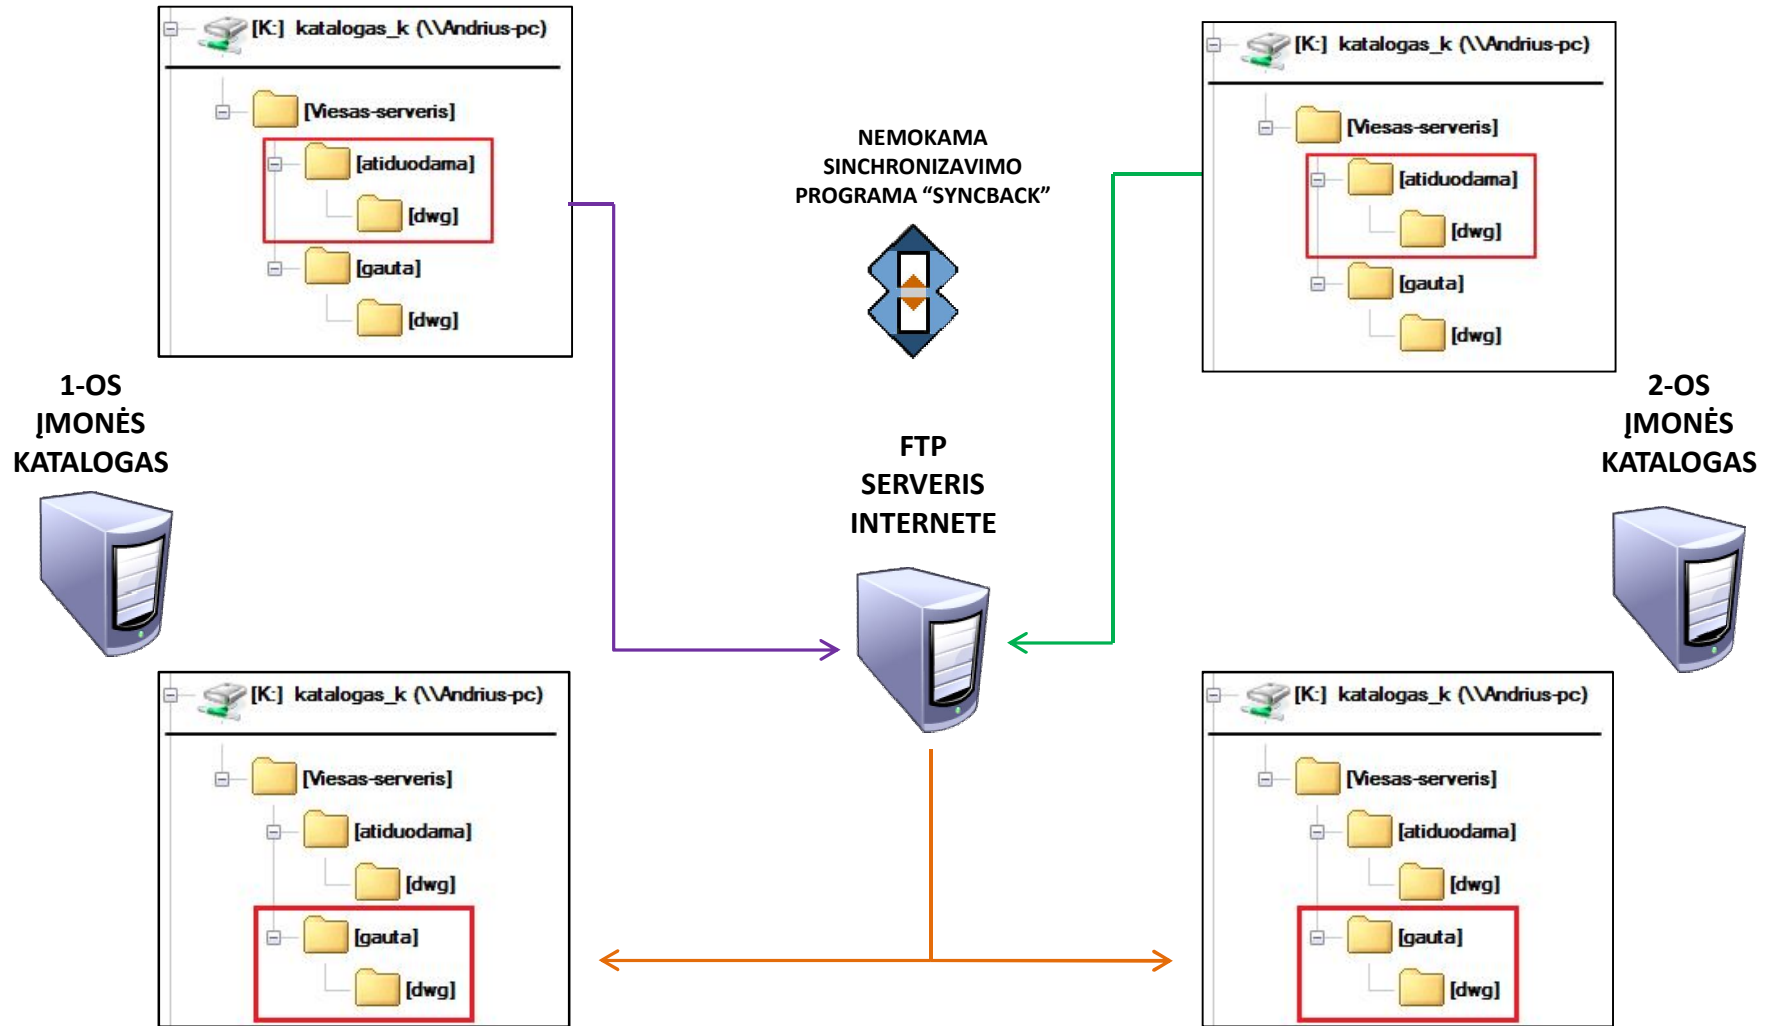 [K:] katalogas_k (\\Andrius-pc)
[Viesas-serveris]
[atiduodama]
[dwg]
[gauta]
[dwg]
NEMOKAMA
SINCHRONIZAVIMO
PROGRAMA “SYNCBACK”
[K:] katalogas_k (\\Andrius-pc)
[Viesas-serveris]
[atiduodama]
[dwg]
[gauta]
[dwg]
1-OS
ĮMONĖS
KATALOGAS
FTP
SERVERIS
INTERNETE
2-OS
ĮMONĖS
KATALOGAS
[K:] katalogas_k (\\Andrius-pc)
[Viesas-serveris]
[atiduodama]
[dwg]
[gauta]
[dwg]
[K:] katalogas_k (\\Andrius-pc)
[Viesas-serveris]
[atiduodama]
[dwg]
[gauta]
[dwg]